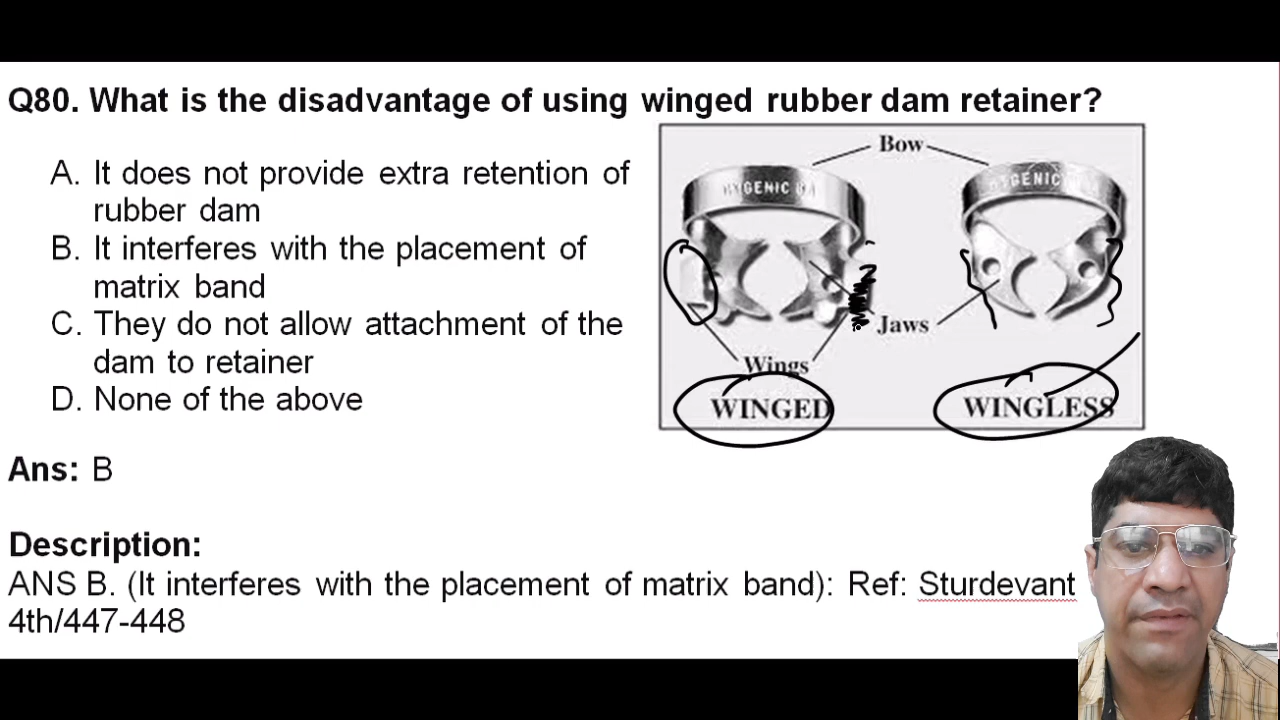 Q80. What is the disadvantage of using winged rubber dam retainer?
A. It does not provide extra retention of
rubber dam
B. It interferes with the placement of
matrix band
C. They do not allow attachment of the
dam to retainer
D. None of the above
Bow
Jaws
Wings
WINGED
WINGLESS
Ans: B
Description:
ANS B. (It interferes with the placement of matrix band): Ref: Sturdevant
4th/447-448